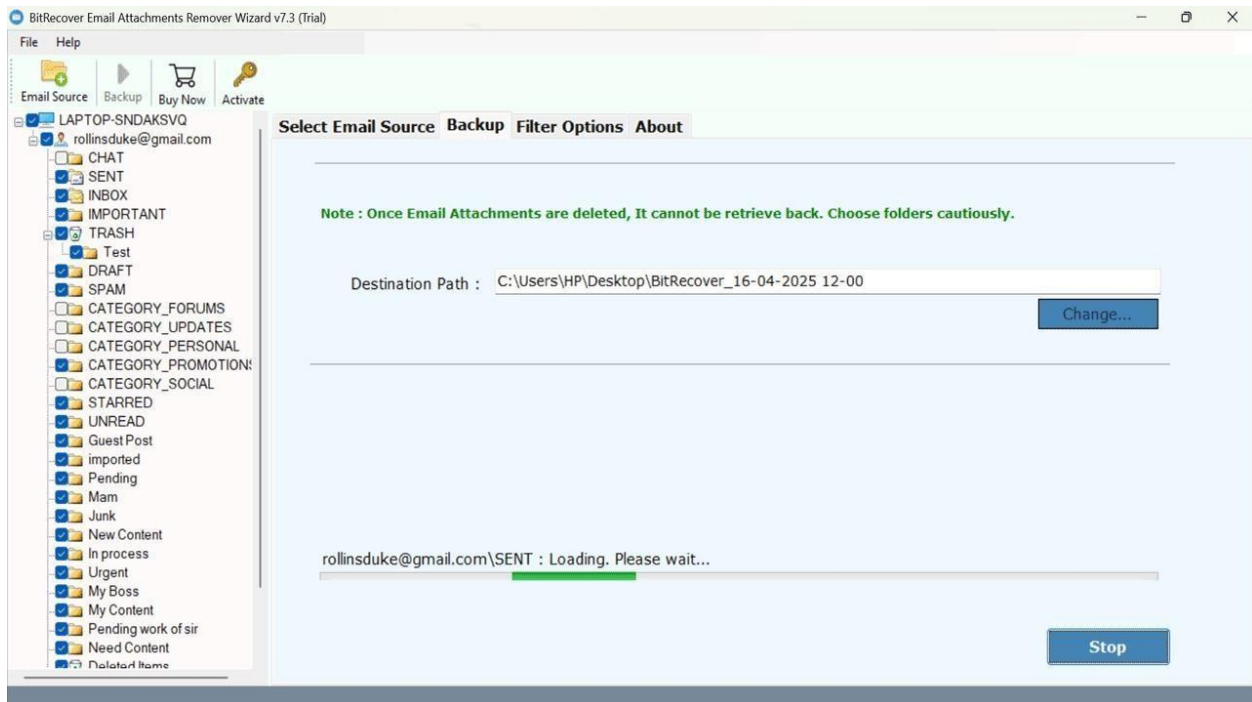 BitRecover Email Attachments Remover Wizard v7.3 (Trial)
File Help
Email Source Backup Buy Now Activate
LAPTOP-SNDAKSVQ
rollinsduke@gmail.com
CHAT
SENT
INBOX
IMPORTANT
TRASH
Test
DRAFT
SPAM
CATEGORY_FORUMS
CATEGORY_UPDATES
CATEGORY_PERSONAL
CATEGORY_PROMOTIONS
CATEGORY_SOCIAL
STARRED
UNREAD
Guest Post
imported
Pending
Mam
Junk
New Content
In process
Urgent
My Boss
My Content
Pending work of sir
Need Content
Deleted Items
Select Email Source Backup Filter Options About
Note : Once Email Attachments are deleted, It cannot be retrieve back. Choose folders cautiously.
Destination Path : C:\Users\HP\Desktop\BitRecover_16-04-2025 12-00
Change...
rollinsduke@gmail.com\SENT : Loading. Please wait...
Stop